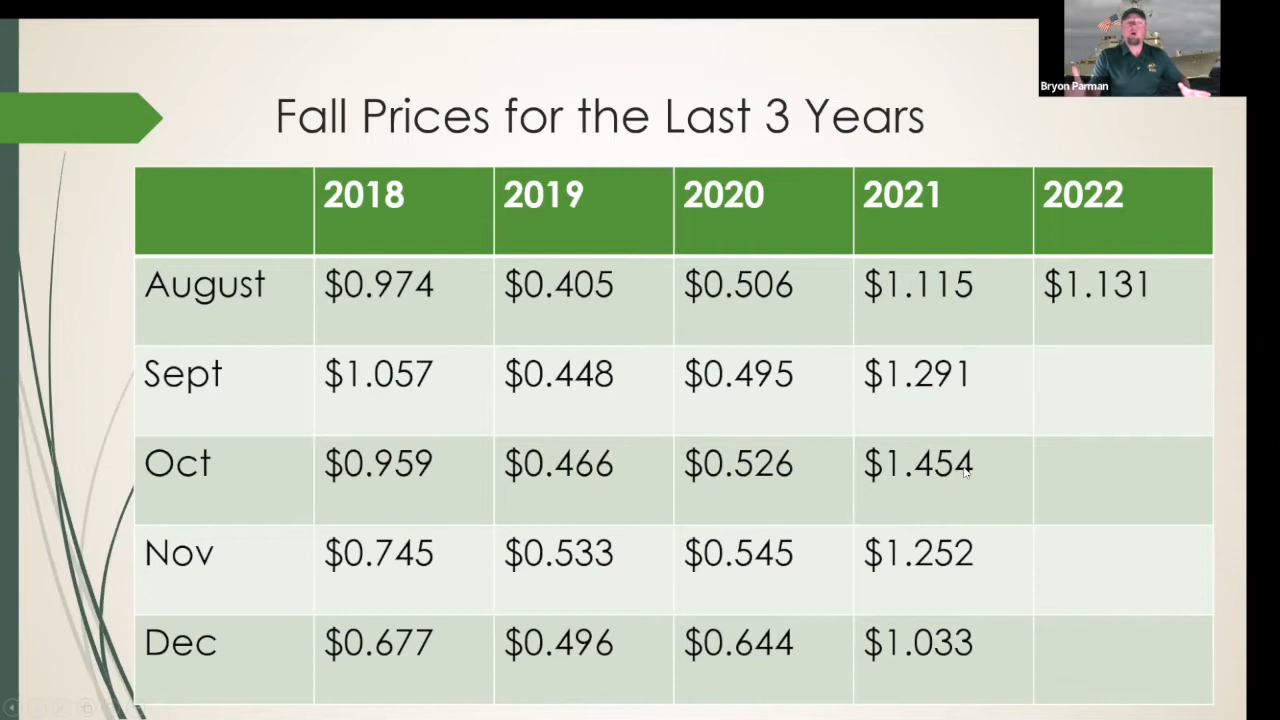 Bryon Parman
Fall Prices for the Last 3 Years
2018 2019 2020 2021 2022
August $0.974 $0.405 $0.506 $1.115 $1.131
Sept $1.057 $0.448 $0.495 $1.291
Oct $0.959 $0.466 $0.526 $1.454
Nov $0.745 $0.533 $0.545 $1.252
Dec $0.677 $0.496 $0.644 $1.033